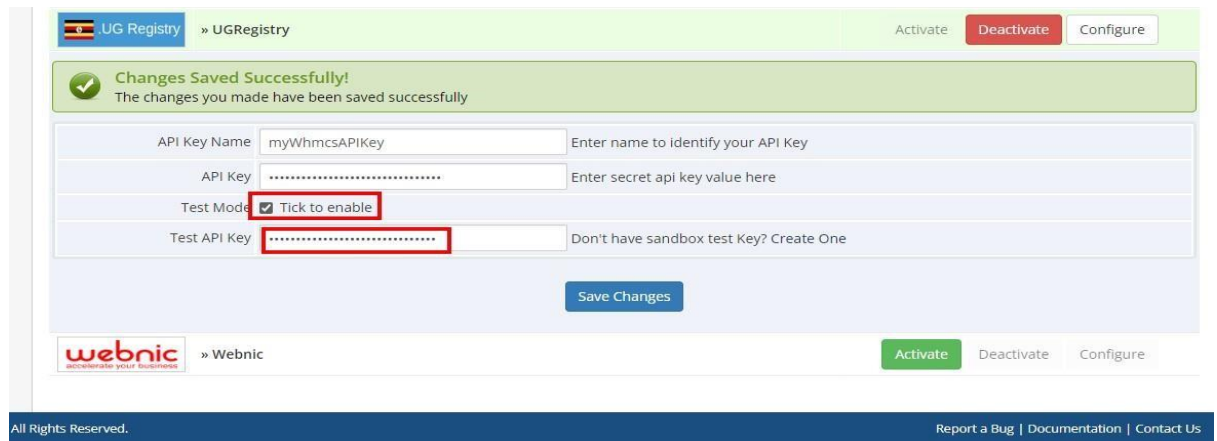 .UG Registry » UGRegistry Activate Deactivate Configure
Changes Saved Successfully!
The changes you made have been saved successfully
API Key Name myWhmcsAPIKey Enter name to identify your API Key
API Key Enter secret api key value here
Test Mode Tick to enable
Test API Key Don't have sandbox test Key? Create One
Save Changes
webnic » Webnic Activate Deactivate Configure
accelerate your business
All Rights Reserved. Report a Bug | Documentation | Contact Us